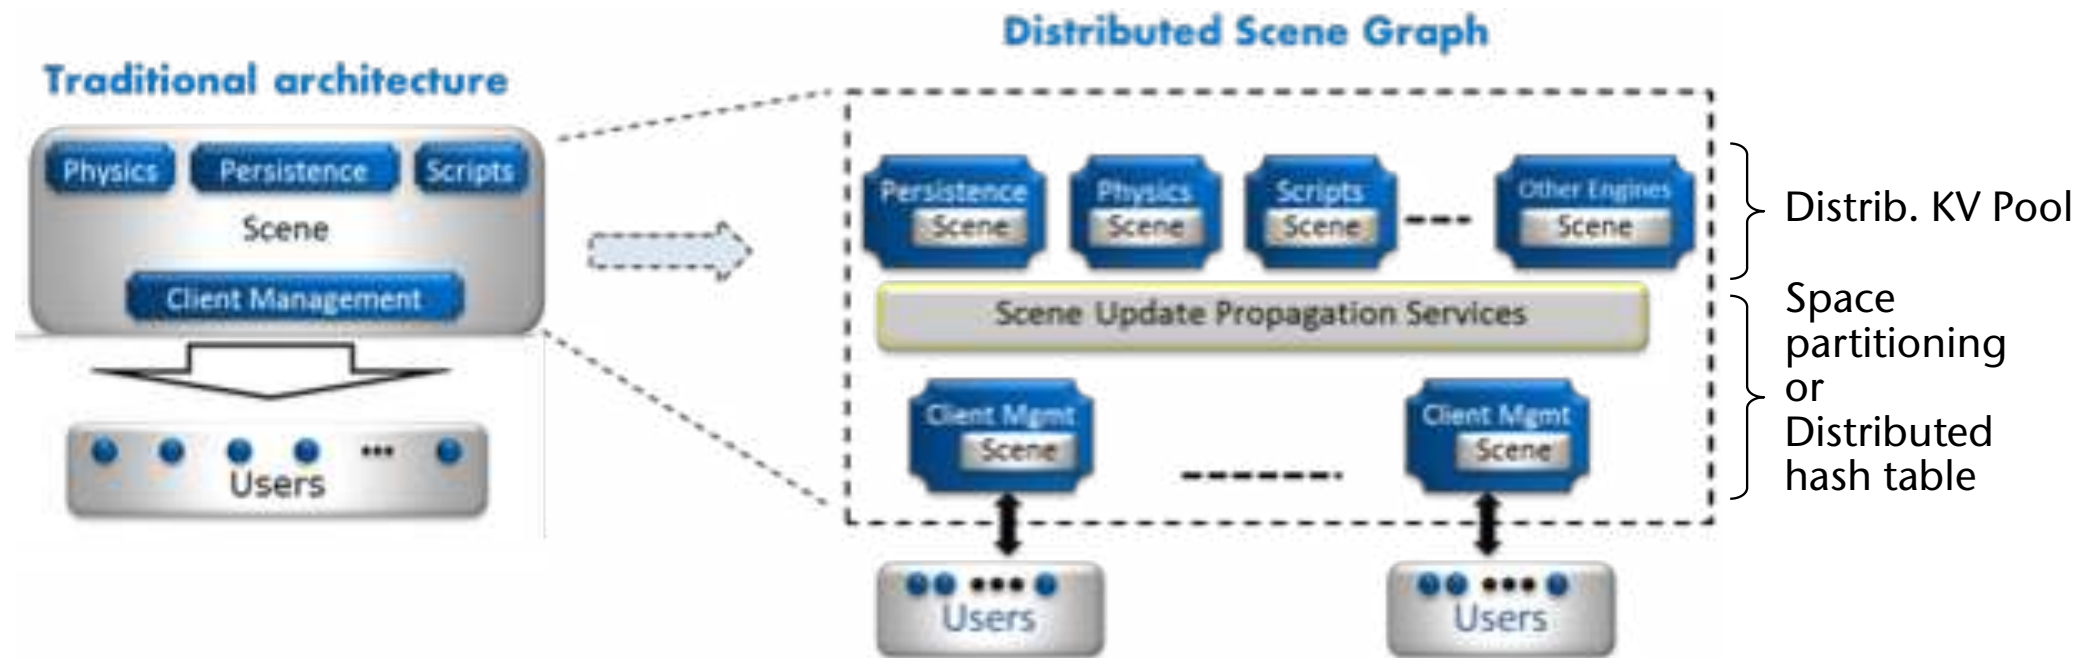 Traditional architecture
Physics
Persistence
Scripts
Scene
Client Management
Users
Distributed Scene Graph
Persistence
Scene
Physics
Scene
Scripts
Scene
Other Engines
Scene
Scene Update Propagation Services
Client Mgmt
Scene
Client Mgmt
Scene
Users
Users
Distrib. KV Pool
Space
partitioning
or
Distributed
hash table